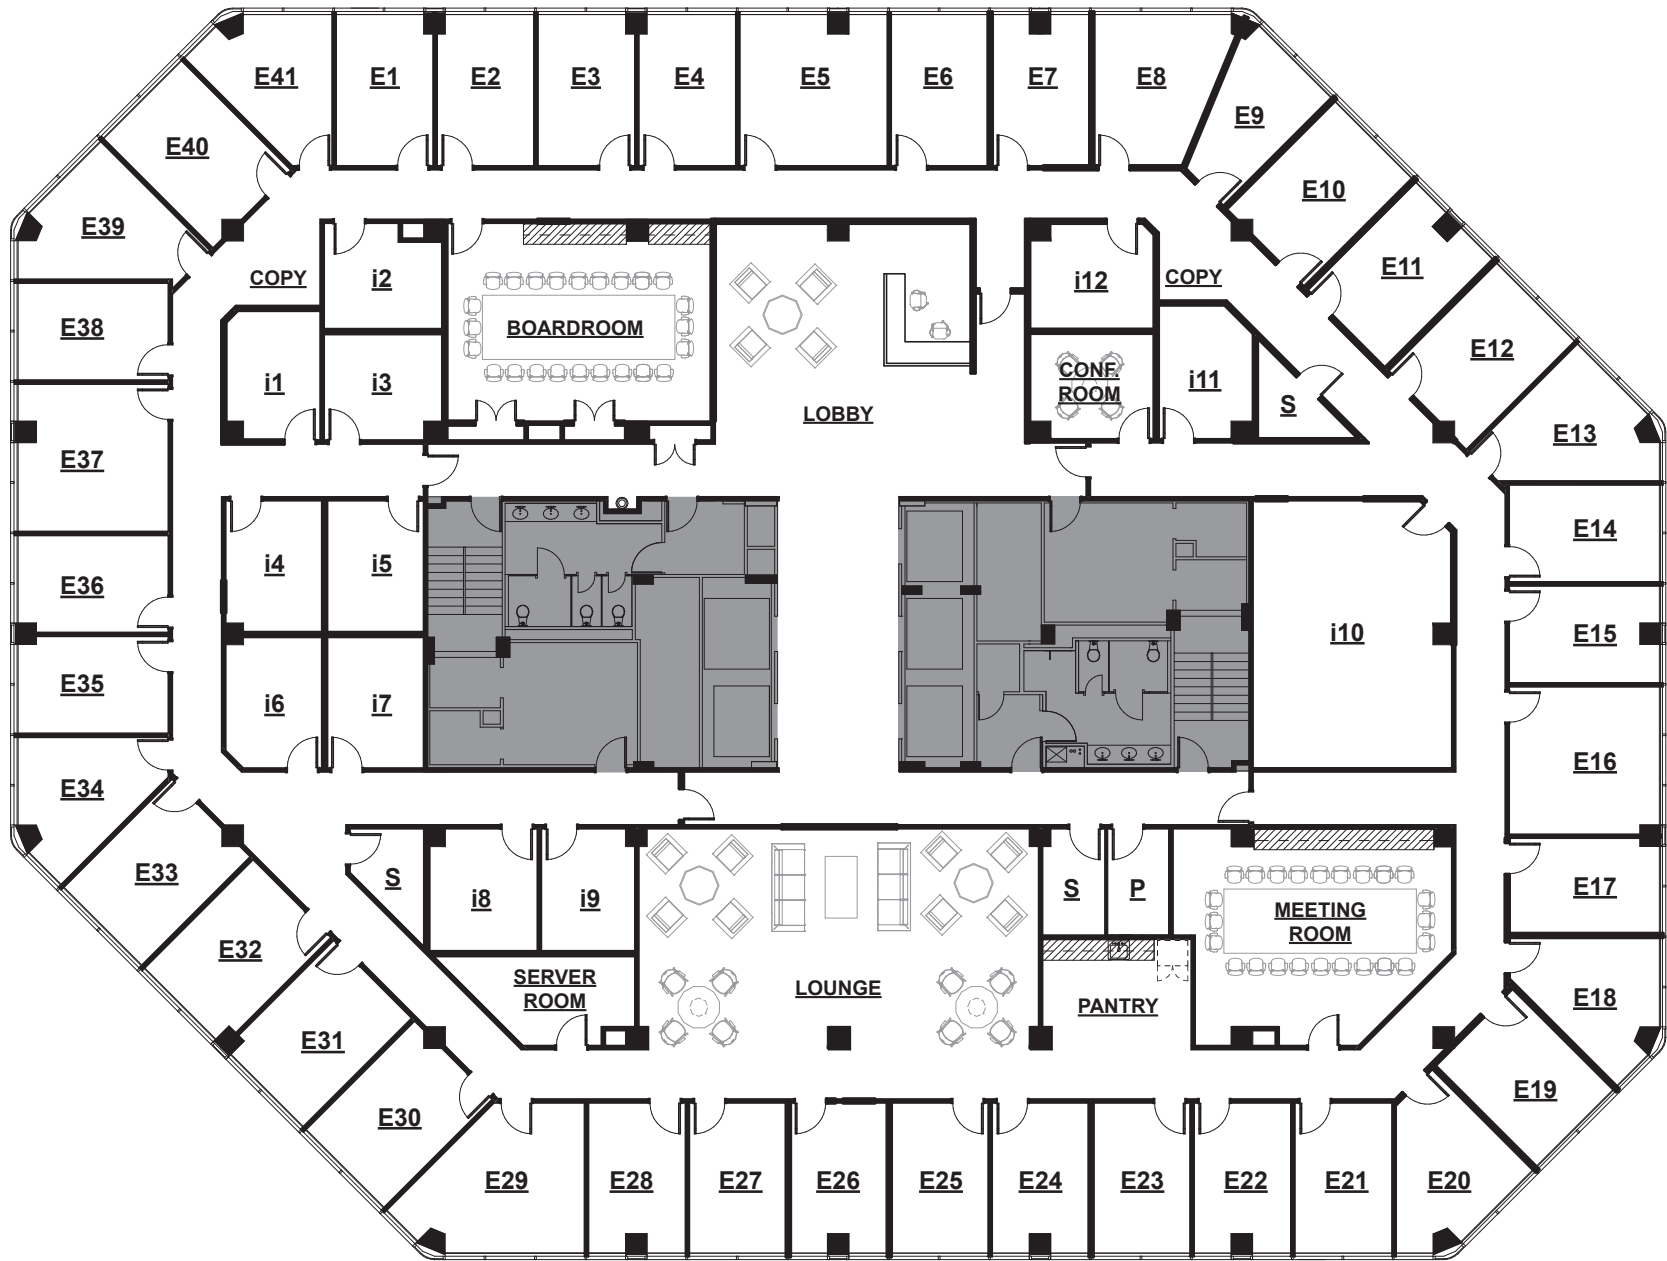 E41
E1
E2
E3
E4
E5
E6
E7
E8
E9
E40
E10
E39
E11
i2
COPY
COPY
i12
E38
BOARDROOM
E12
i1
i3
CONF.
ROOM
i11
S
LOBBY
E13
E37
E14
i4
i5
E36
E15
i10
E35
i6
i7
E16
E34
E33
S
i8
i9
S
P
E17
MEETING
ROOM
E32
SERVER
ROOM
LOUNGE
PANTRY
E18
E31
E19
E30
E29
E28
E27
E26
E25
E24
E23
E22
E21
E20